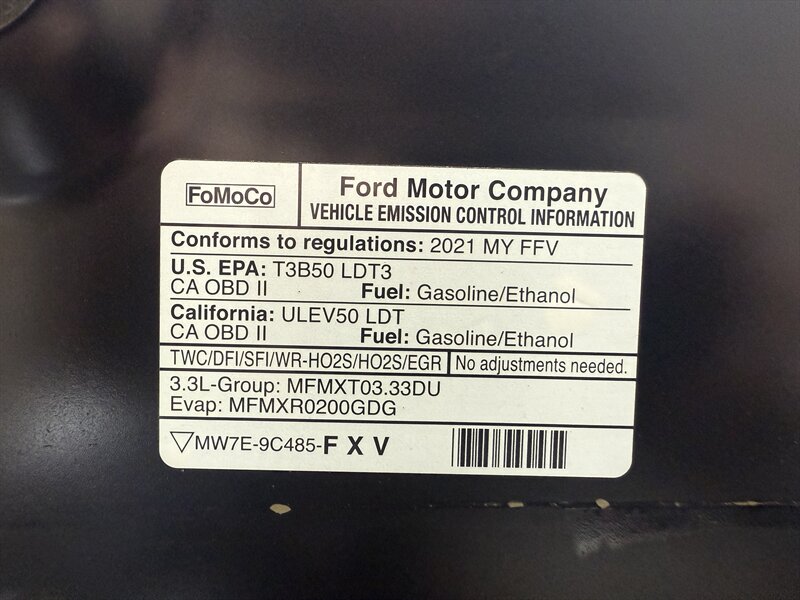 FoMoCo
Ford Motor Company
VEHICLE EMISSION CONTROL INFORMATION
Conforms to regulations: 2021 MY FFV
U.S. EPA: T3B50 LDT3
CA OBD II Fuel: Gasoline/Ethanol
California: ULEV50 LDT
CA OBD II Fuel: Gasoline/Ethanol
TWC/DFI/SFI/WR-HO2S/HO2S/EGR No adjustments needed.
3.3L-Group: MFMXT03.33DU
Evap: MFMXR0200GDG
MW7E-9C485-F X V